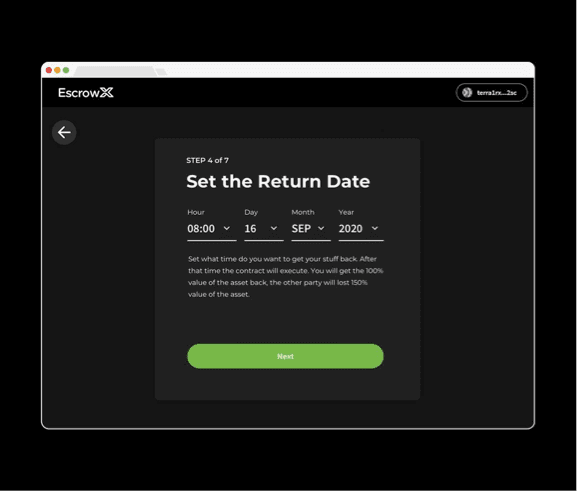 EscrowX
terra1rx...2sc
STEP 4 of 7
Set the Return Date
Hour Day Month Year
08:00 16 SEP 2020
Set what time do you want to get your stuff back. After
that time the contract will execute. You will get the 100%
value of the asset back, the other party will lost 150%
value of the asset.
Next